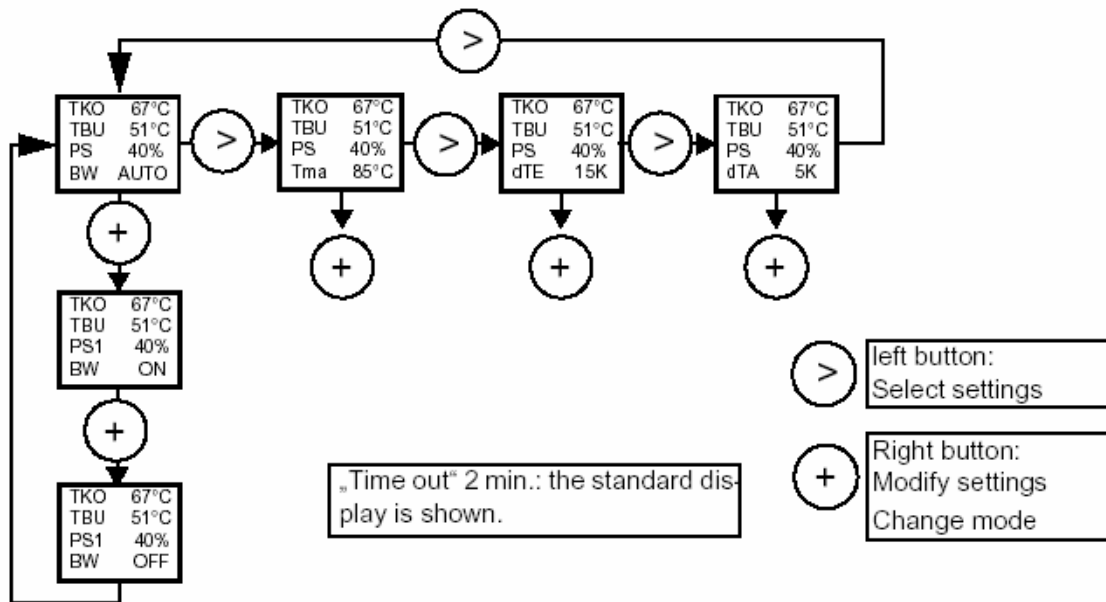 >
TKO 67°C
TBU 51°C
PS 40%
BW AUTO
>
TKO 67°C
TBU 51°C
PS 40%
Tma 85°C
>
TKO 67°C
TBU 51°C
PS 40%
dTE 15K
>
TKO 67°C
TBU 51°C
PS 40%
dTA 5K
+
+
+
+
TKO 67°C
TBU 51°C
PS1 40%
BW ON
+
TKO 67°C
TBU 51°C
PS1 40%
BW OFF
>
left button:
Select settings
+
Right button:
Modify settings
Change mode
„Time out“ 2 min.: the standard dis-
play is shown.